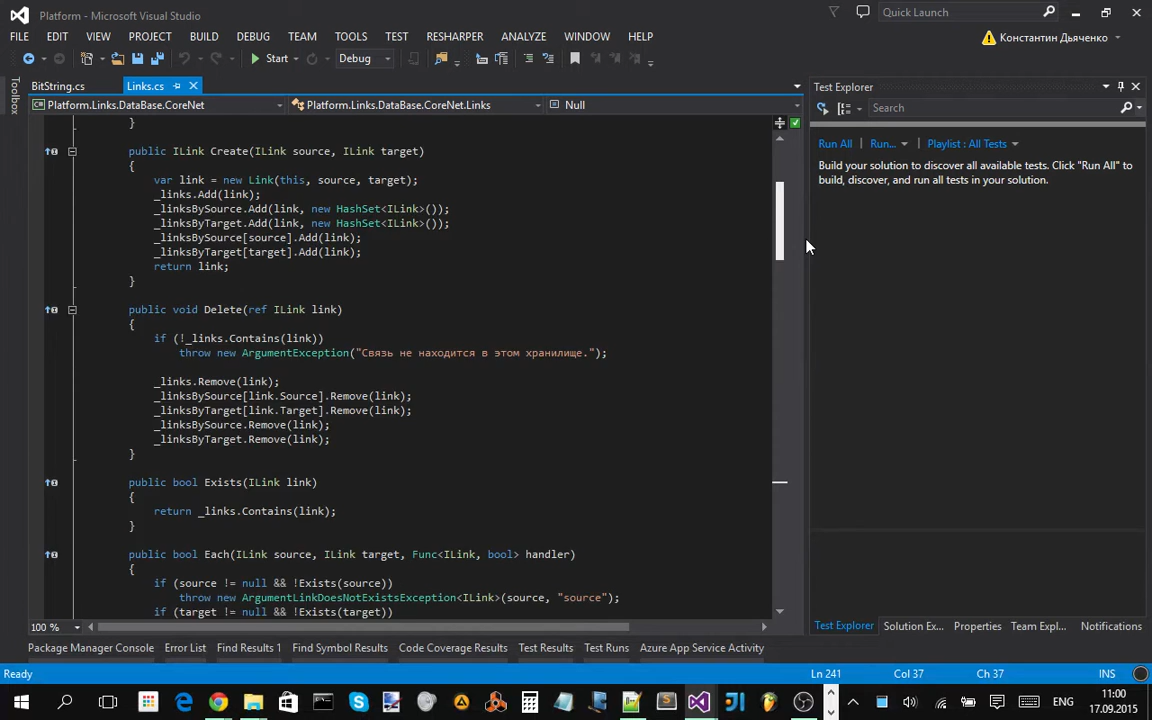 Platform - Microsoft Visual Studio
Quick Launch
FILE EDIT VIEW PROJECT BUILD DEBUG TEAM TOOLS TEST RESHARPER ANALYZE WINDOW HELP
Константин Дьяченко
Start Debug
Toolbox
BitString.cs Links.cs
Platform.Links.DataBase.CoreNet Platform.Links.DataBase.CoreNet.Links Null
}
public ILink Create(ILink source, ILink target)
{
var link = new Link(this, source, target);
_links.Add(link);
_linksBySource.Add(link, new HashSet<ILink>());
_linksByTarget.Add(link, new HashSet<ILink>());
_linksBySource[source].Add(link);
_linksByTarget[target].Add(link);
return link;
}
public void Delete(ref ILink link)
{
if (!_links.Contains(link))
throw new ArgumentException("Связь не находится в этом хранилище.");
_links.Remove(link);
_linksBySource[link.Source].Remove(link);
_linksByTarget[link.Target].Remove(link);
_linksBySource.Remove(link);
_linksByTarget.Remove(link);
}
public bool Exists(ILink link)
{
return _links.Contains(link);
}
public bool Each(ILink source, ILink target, Func<ILink, bool> handler)
{
if (source != null && !Exists(source))
throw new ArgumentLinkDoesNotExistsException<ILink>(source, "source");
if (target != null && !Exists(target))
100 %
Test Explorer
Search
Run All Run... Playlist : All Tests
Build your solution to discover all available tests. Click "Run All" to
build, discover, and run all tests in your solution.
Test Explorer Solution Ex... Properties Team Expl... Notifications
Package Manager Console Error List Find Results 1 Find Symbol Results Code Coverage Results Test Results Test Runs Azure App Service Activity
Ready Ln 241 Col 37 Ch 37 INS
ENG
11:00
17.09.2015